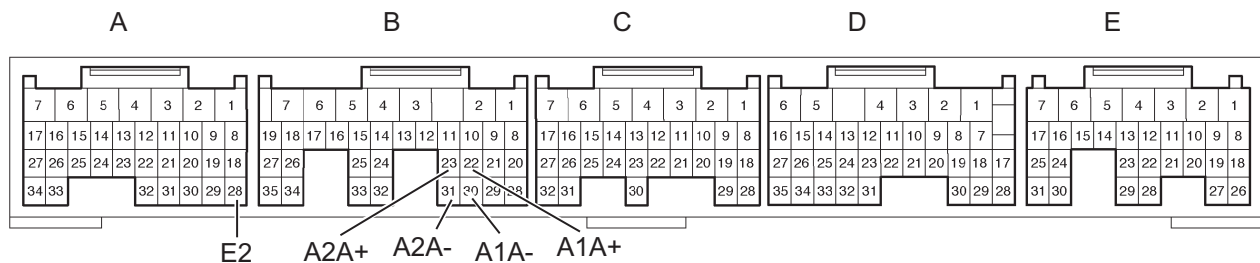 A B C D E
7 6 5 4 3 2 1 7 6 5 4 3 2 1 7 6 5 4 3 2 1 6 5 4 3 2 1 7 6 5 4 3 2 1
17 16 15 14 13 12 11 10 9 8 19 18 17 16 15 14 13 12 11 10 9 8 17 16 15 14 13 12 11 10 9 8 16 15 14 13 12 11 10 9 8 7 17 16 15 14 13 12 11 10 9 8
27 26 25 24 23 22 21 20 19 18 27 26 25 24 23 22 21 20 27 26 25 24 23 22 21 20 19 18 27 26 25 24 23 22 21 20 19 18 17 25 24 23 22 21 20 19 18
34 33 32 31 30 29 28 35 34 33 32 31 30 29 28 32 31 30 29 28 35 34 33 32 31 30 29 28 31 30 29 28 27 26
E2 A2A+ A2A- A1A- A1A+